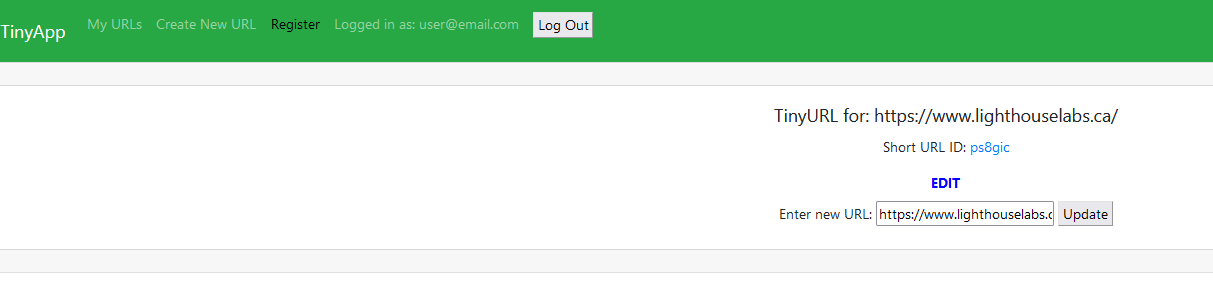 TinyApp My URLs Create New URL Register Logged in as: user@email.com Log Out
TinyURL for: https://www.lighthouselabs.ca/
Short URL ID: ps8gic
EDIT
Enter new URL: https://www.lighthouselabs.c Update